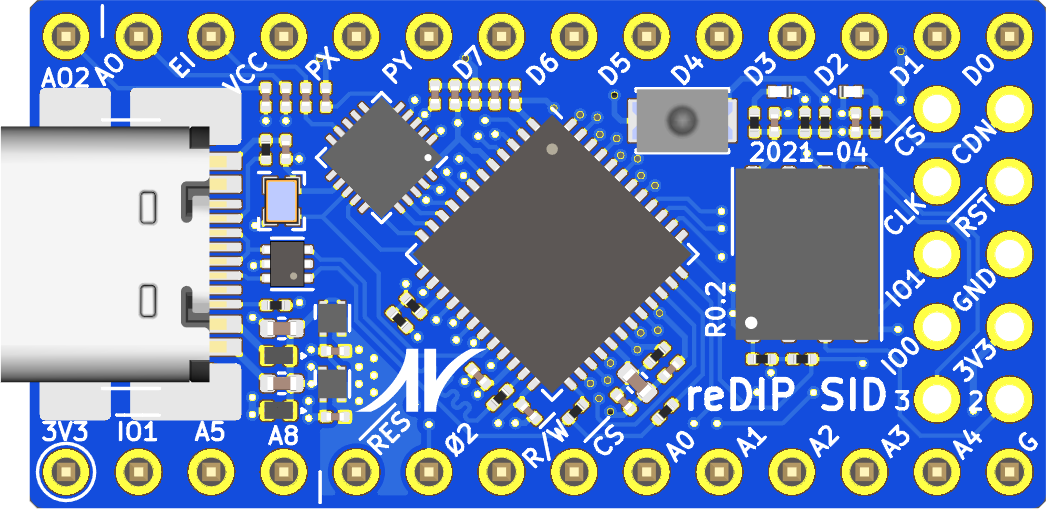 AO2
AO
EI
VCC
PX
PY
D7
D6
D5
D4
D3
D2
D1
D0
2021-04
CS
CDN
CLK
RST
IO1
GND
R0.2
IO0
3V3
reDIP SID
3
2
3V3
IO1
A5
A8
RES
Ø2
R/W
CS
A0
A1
A2
A3
A4
G